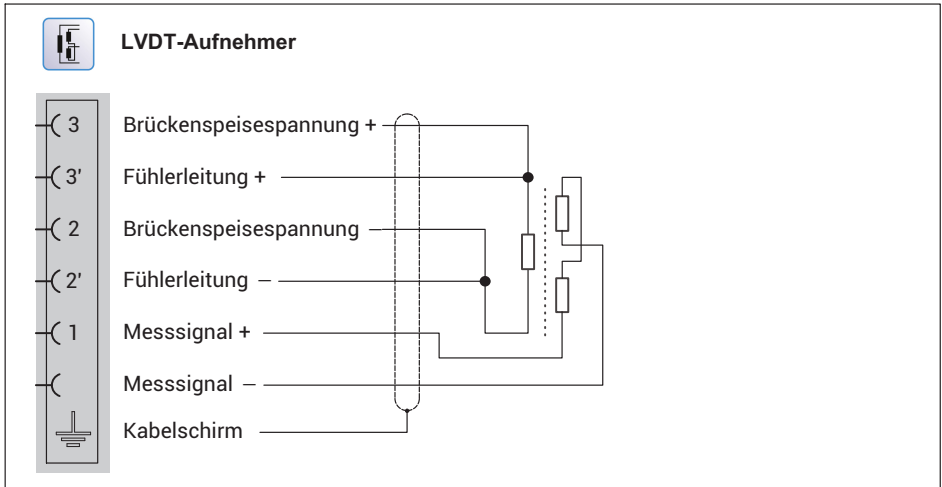 LVDT-Aufnehmer
3 Brückenspeisespannung +
3' Fühlerleitung +
2 Brückenspeisespannung –
2' Fühlerleitung –
1 Messsignal +
Messsignal –
Kabelschirm